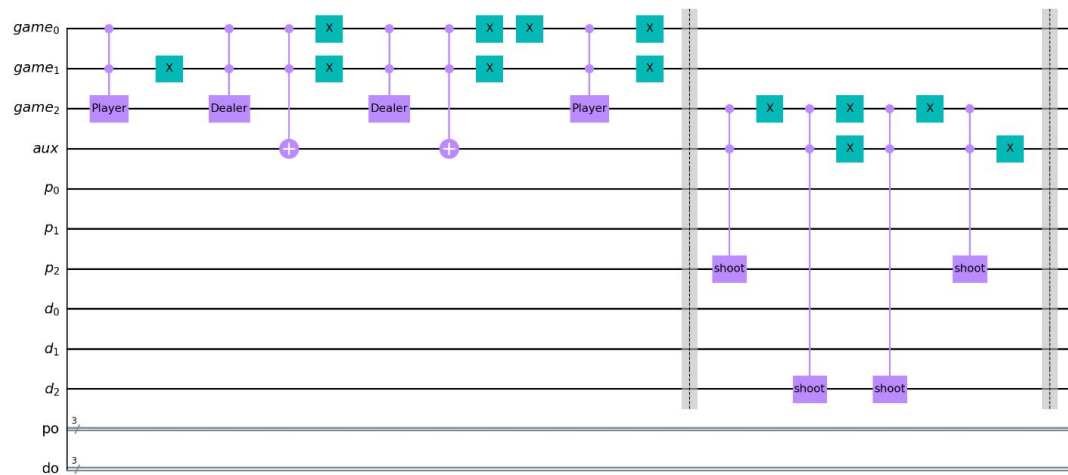 game0 X X X X
game1 X X X X
game2 Player Dealer Dealer Player X X X
aux X X
p0
p1
p2 shoot shoot
d0
d1
d2 shoot shoot
po 3
do 3